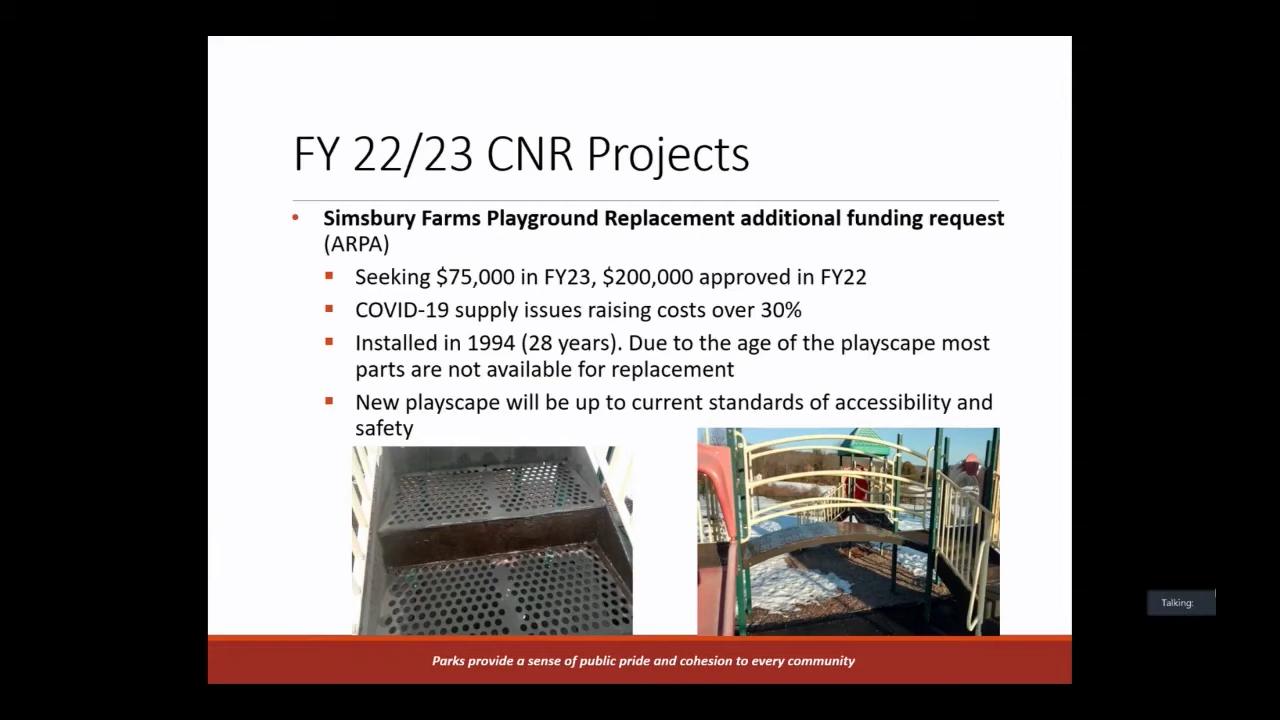 FY 22/23 CNR Projects
• Simsbury Farms Playground Replacement additional funding request
(ARPA)
▪ Seeking $75,000 in FY23, $200,000 approved in FY22
▪ COVID-19 supply issues raising costs over 30%
▪ Installed in 1994 (28 years). Due to the age of the playscape most
parts are not available for replacement
▪ New playscape will be up to current standards of accessibility and
safety
Talking:
Parks provide a sense of public pride and cohesion to every community